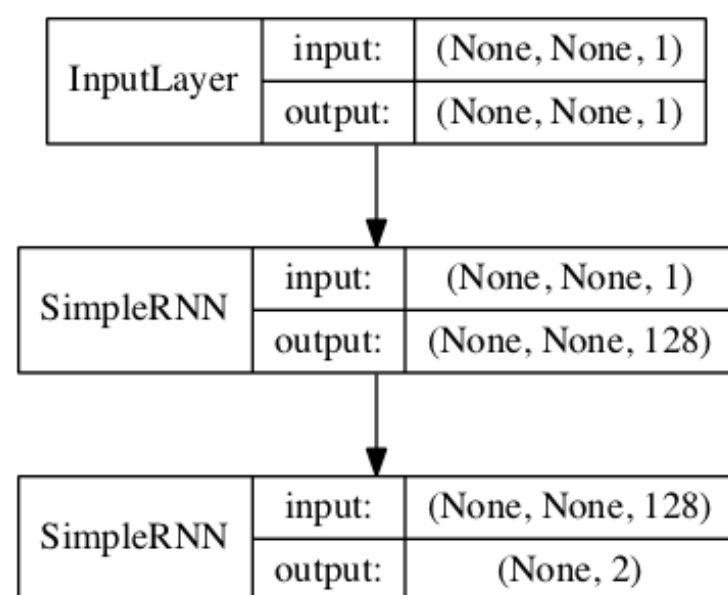 InputLayer
input: (None, None, 1)
output: (None, None, 1)
SimpleRNN
input: (None, None, 1)
output: (None, None, 128)
SimpleRNN
input: (None, None, 128)
output: (None, 2)